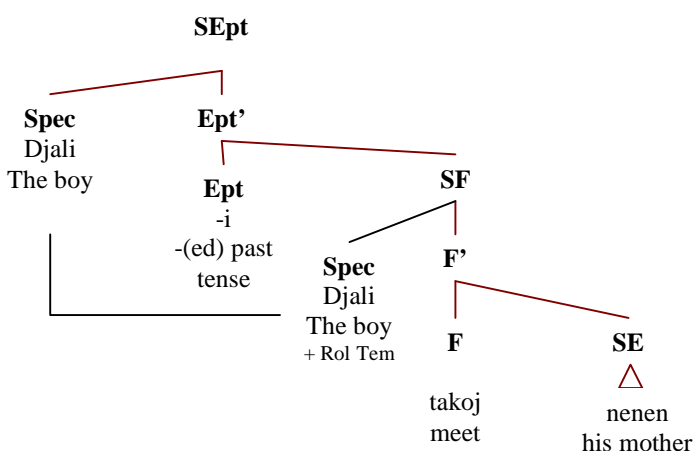 SEpt
Spec
Djali
The boy
Ept’
Ept
-i
-(ed) past
tense
SF
Spec
Djali
The boy
+ Rol Tem
F’
F
takoj
meet
SE
nenen
his mother